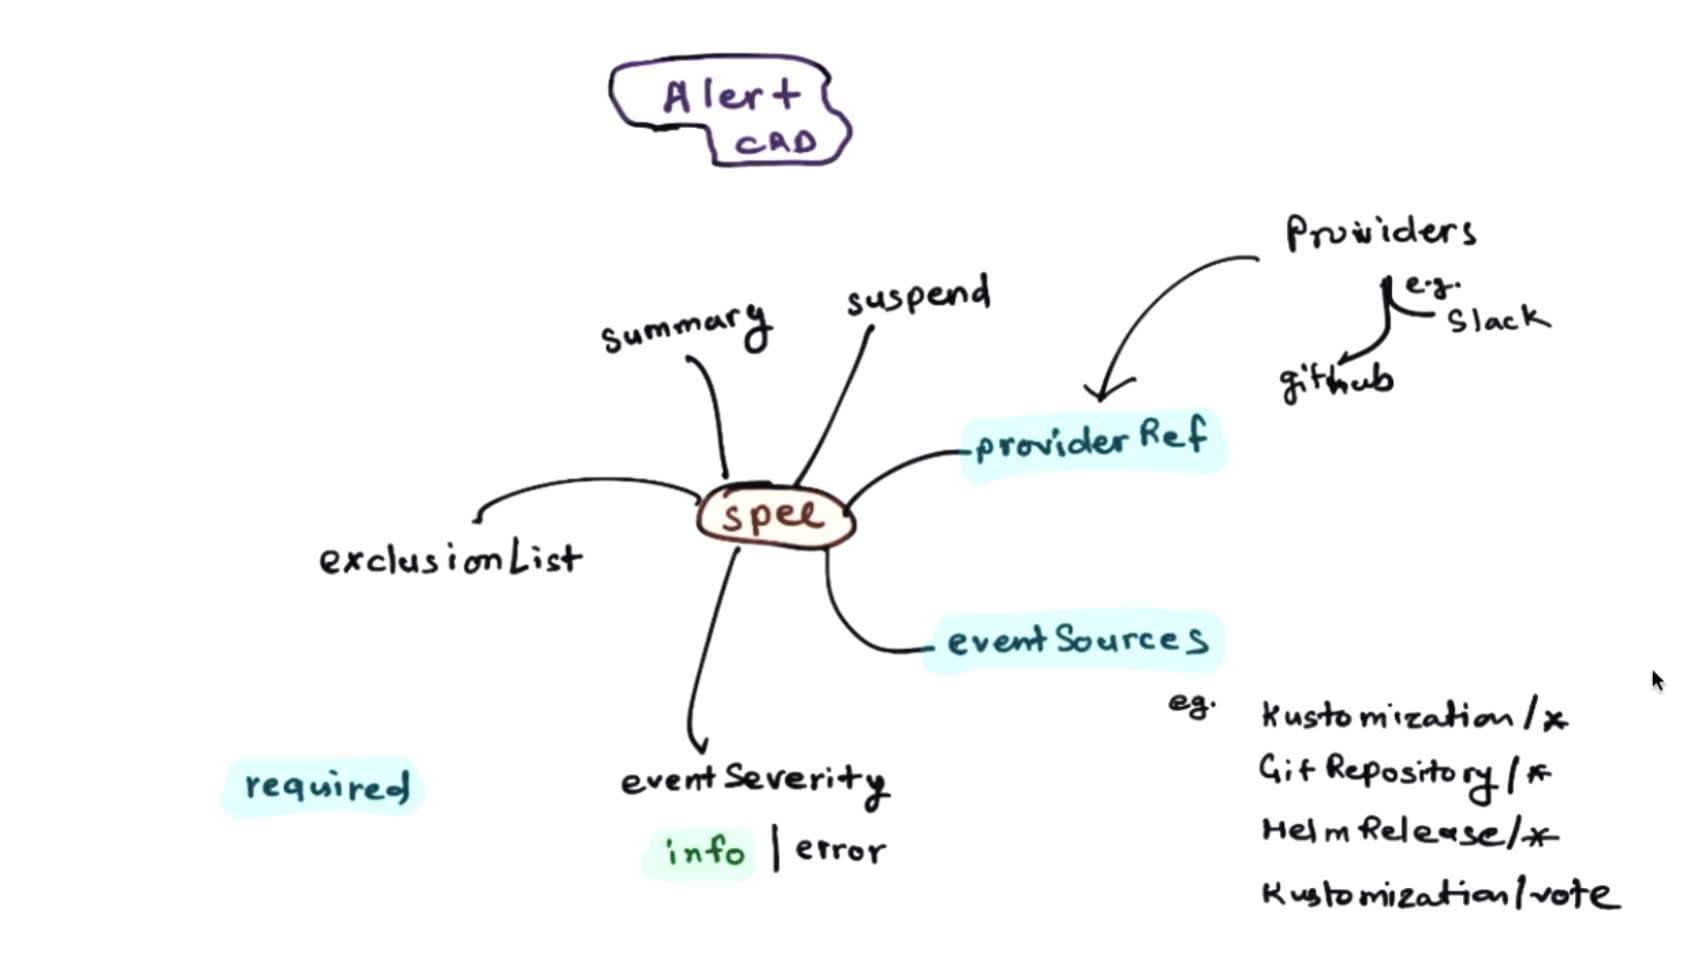 Alert
CRD
Providers
e.g.
Slack
github
summary
suspend
providerRef
spec
exclusionList
eventSources
eg.
Kustomization/*
GitRepository/*
HelmRelease/*
Kustomization/vote
required
eventSeverity
info | error